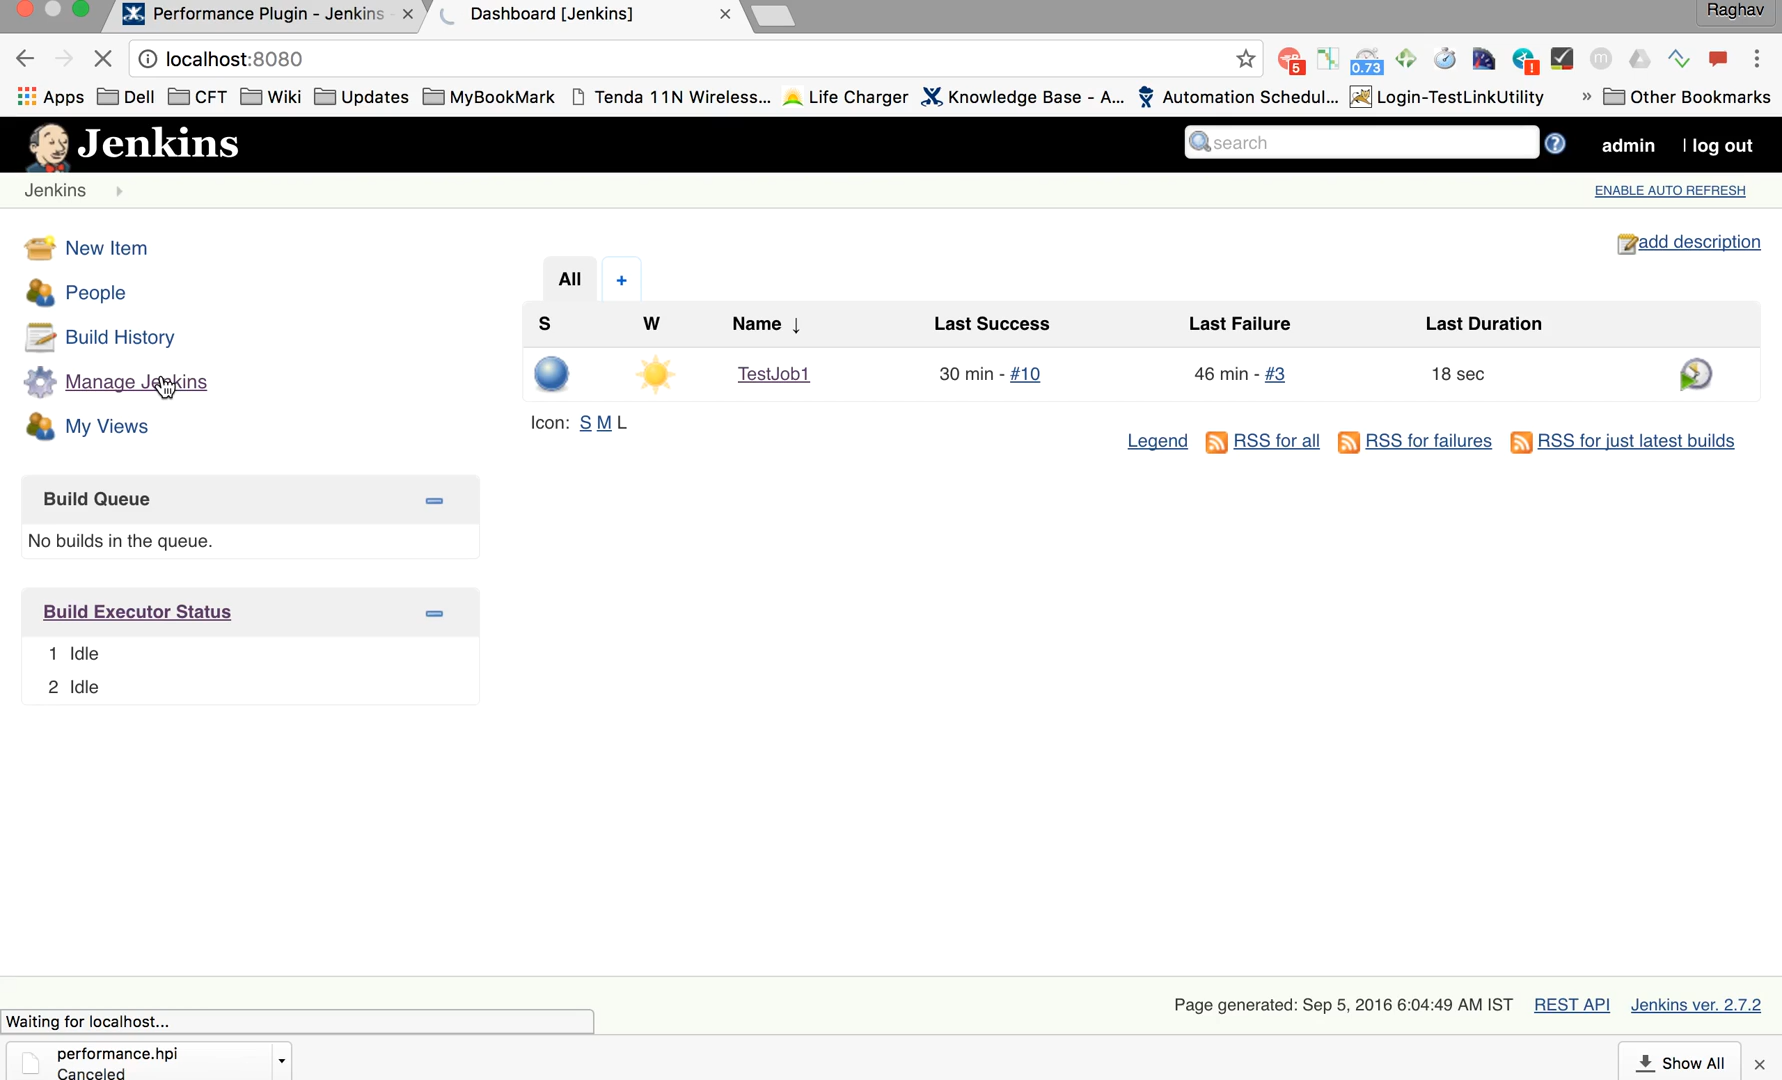 Performance Plugin - Jenkins
Dashboard [Jenkins]
Raghav
localhost:8080
5
0.73
!
m
Apps Dell CFT Wiki Updates MyBookMark Tenda 11N Wireless... Life Charger Knowledge Base - A... Automation Schedul... Login-TestLinkUtility » Other Bookmarks
Jenkins
search
?
admin
| log out
Jenkins
ENABLE AUTO REFRESH
New Item
People
Build History
Manage Jenkins
My Views
add description
All +
S W Name ↓ Last Success Last Failure Last Duration
TestJob1 30 min - #10 46 min - #3 18 sec
Icon: S M L
Legend RSS for all RSS for failures RSS for just latest builds
Build Queue
No builds in the queue.
Build Executor Status
1 Idle
2 Idle
Page generated: Sep 5, 2016 6:04:49 AM IST REST API Jenkins ver. 2.7.2
Waiting for localhost...
performance.hpi
Canceled
Show All